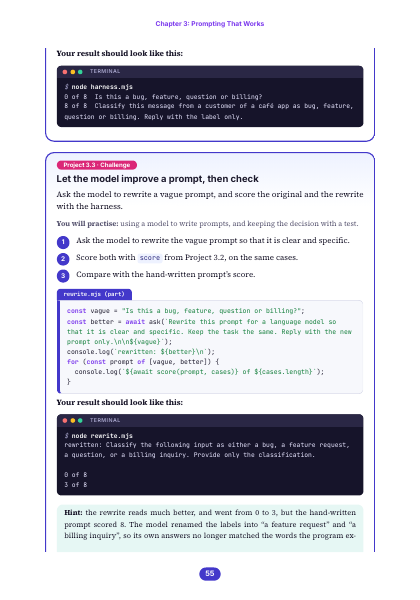 Chapter 3: Prompting That Works
Your result should look like this:
TERMINAL
$ node harness.mjs
0 of 8  Is this a bug, feature, question or billing?
8 of 8  Classify this message from a customer of a café app as bug, feature,
question or billing. Reply with the label only.
Project 3.3 · Challenge
Let the model improve a prompt, then check
Ask the model to rewrite a vague prompt, and score the original and the rewrite
with the harness.
You will practise: using a model to write prompts, and keeping the decision with a test.
1 Ask the model to rewrite the vague prompt so that it is clear and specific.
2 Score both with score from Project 3.2, on the same cases.
3 Compare with the hand-written prompt's score.
rewrite.mjs (part)
const vague = "Is this a bug, feature, question or billing?";
const better = await ask(`Rewrite this prompt for a language model so
that it is clear and specific. Keep the task the same. Reply with the new
prompt only.\n\n${vague}`);
console.log(`rewritten: ${better}\n`);
for (const prompt of [vague, better]) {
  console.log(`${await score(prompt, cases)} of ${cases.length}`);
}
Your result should look like this:
TERMINAL
$ node rewrite.mjs
rewritten: Classify the following input as either a bug, a feature request,
a question, or a billing inquiry. Provide only the classification.
0 of 8
3 of 8
Hint: the rewrite reads much better, and went from 0 to 3, but the hand-written
prompt scored 8. The model renamed the labels into “a feature request” and “a
billing inquiry”, so its own answers no longer matched the words the program ex-
55